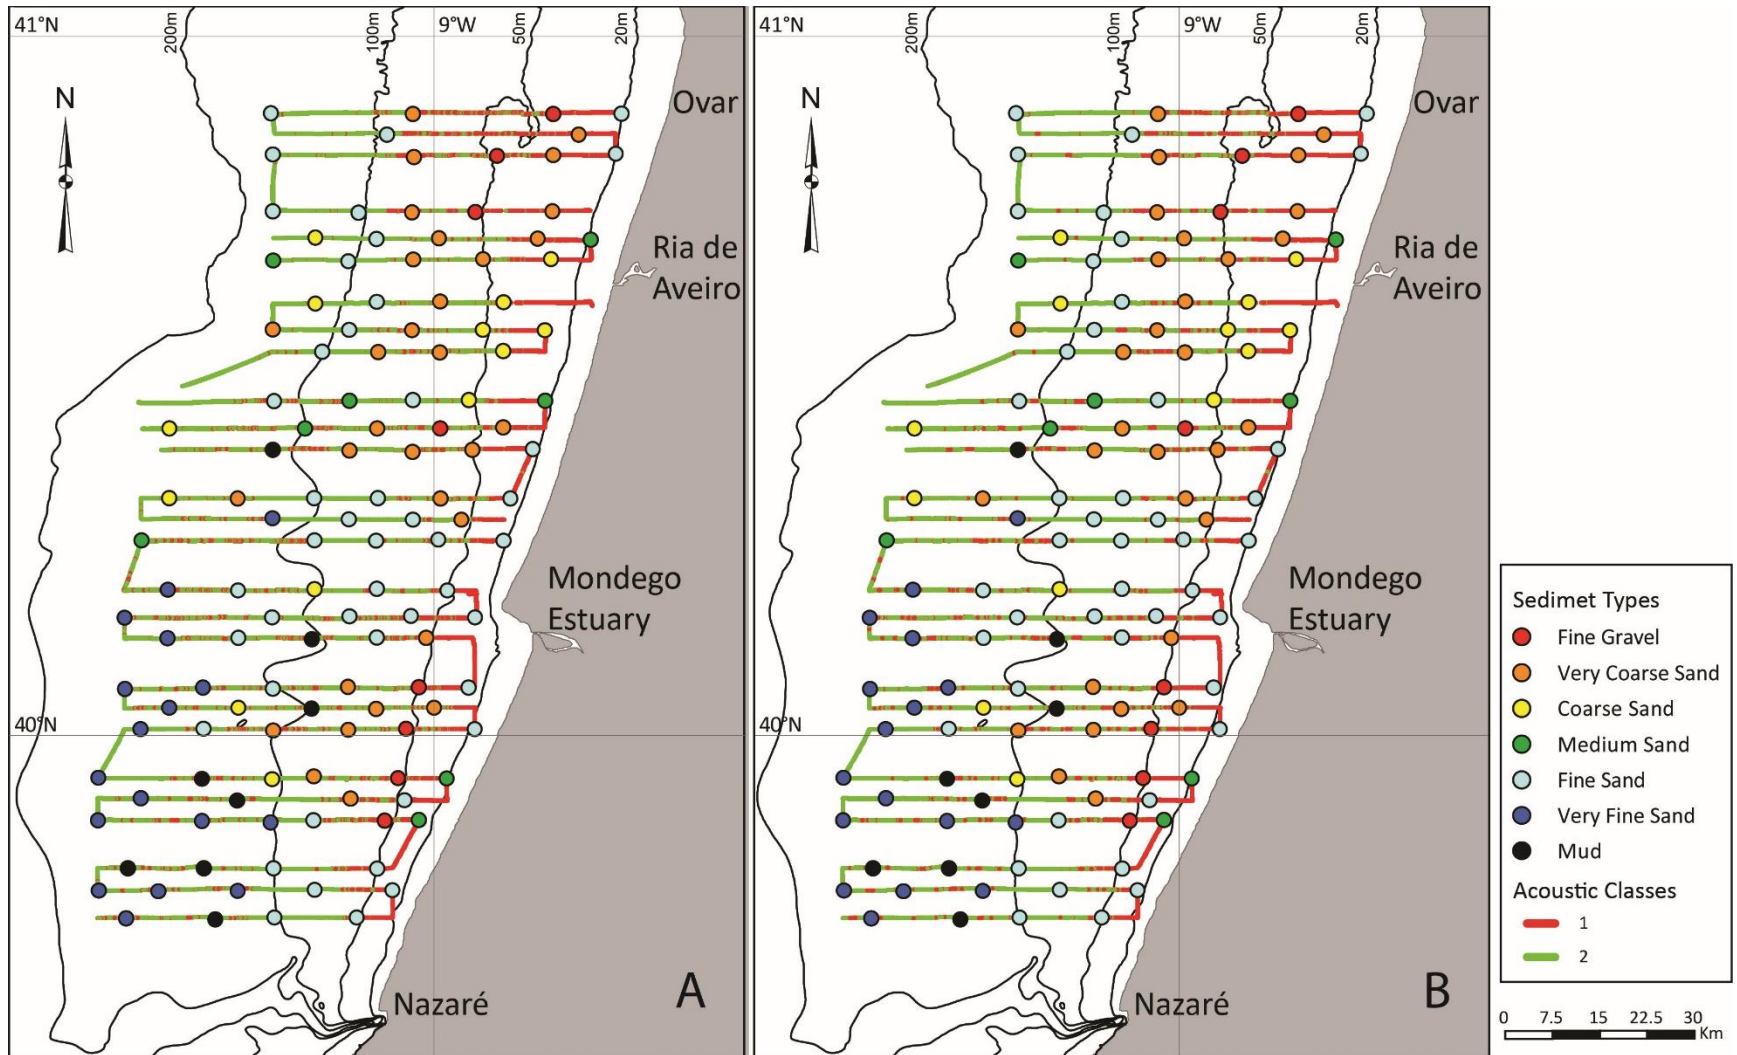 41°N
200m
100m
9°W
50m
20m
N
Ovar
Ria de
Aveiro
Mondego
Estuary
40°N
Nazaré
A
41°N
200m
100m
9°W
50m
20m
N
Ovar
Ria de
Aveiro
Mondego
Estuary
40°N
Nazaré
B
Sedimet Types
Fine Gravel
Very Coarse Sand
Coarse Sand
Medium Sand
Fine Sand
Very Fine Sand
Mud
Acoustic Classes
1
2
0 7.5 15 22.5 30
Km